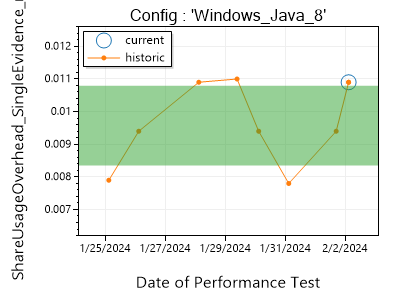 Config : 'Windows_Java_8'
current
historic
0.012
0.011
0.01
0.009
0.008
0.007
1/25/2024
1/27/2024
1/29/2024
1/31/2024
2/2/2024
Date of Performance Test
ShareUsageOverhead_SingleEvidence_